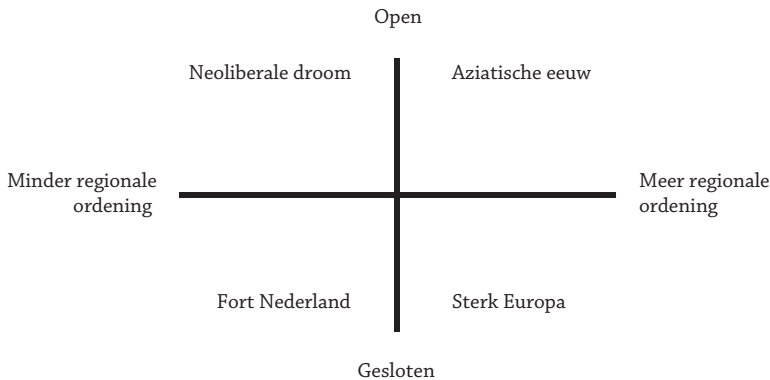 Open
Neoliberale droom
Aziatische eeuw
Minder regionale
ordening
Meer regionale
ordening
Fort Nederland
Sterk Europa
Gesloten